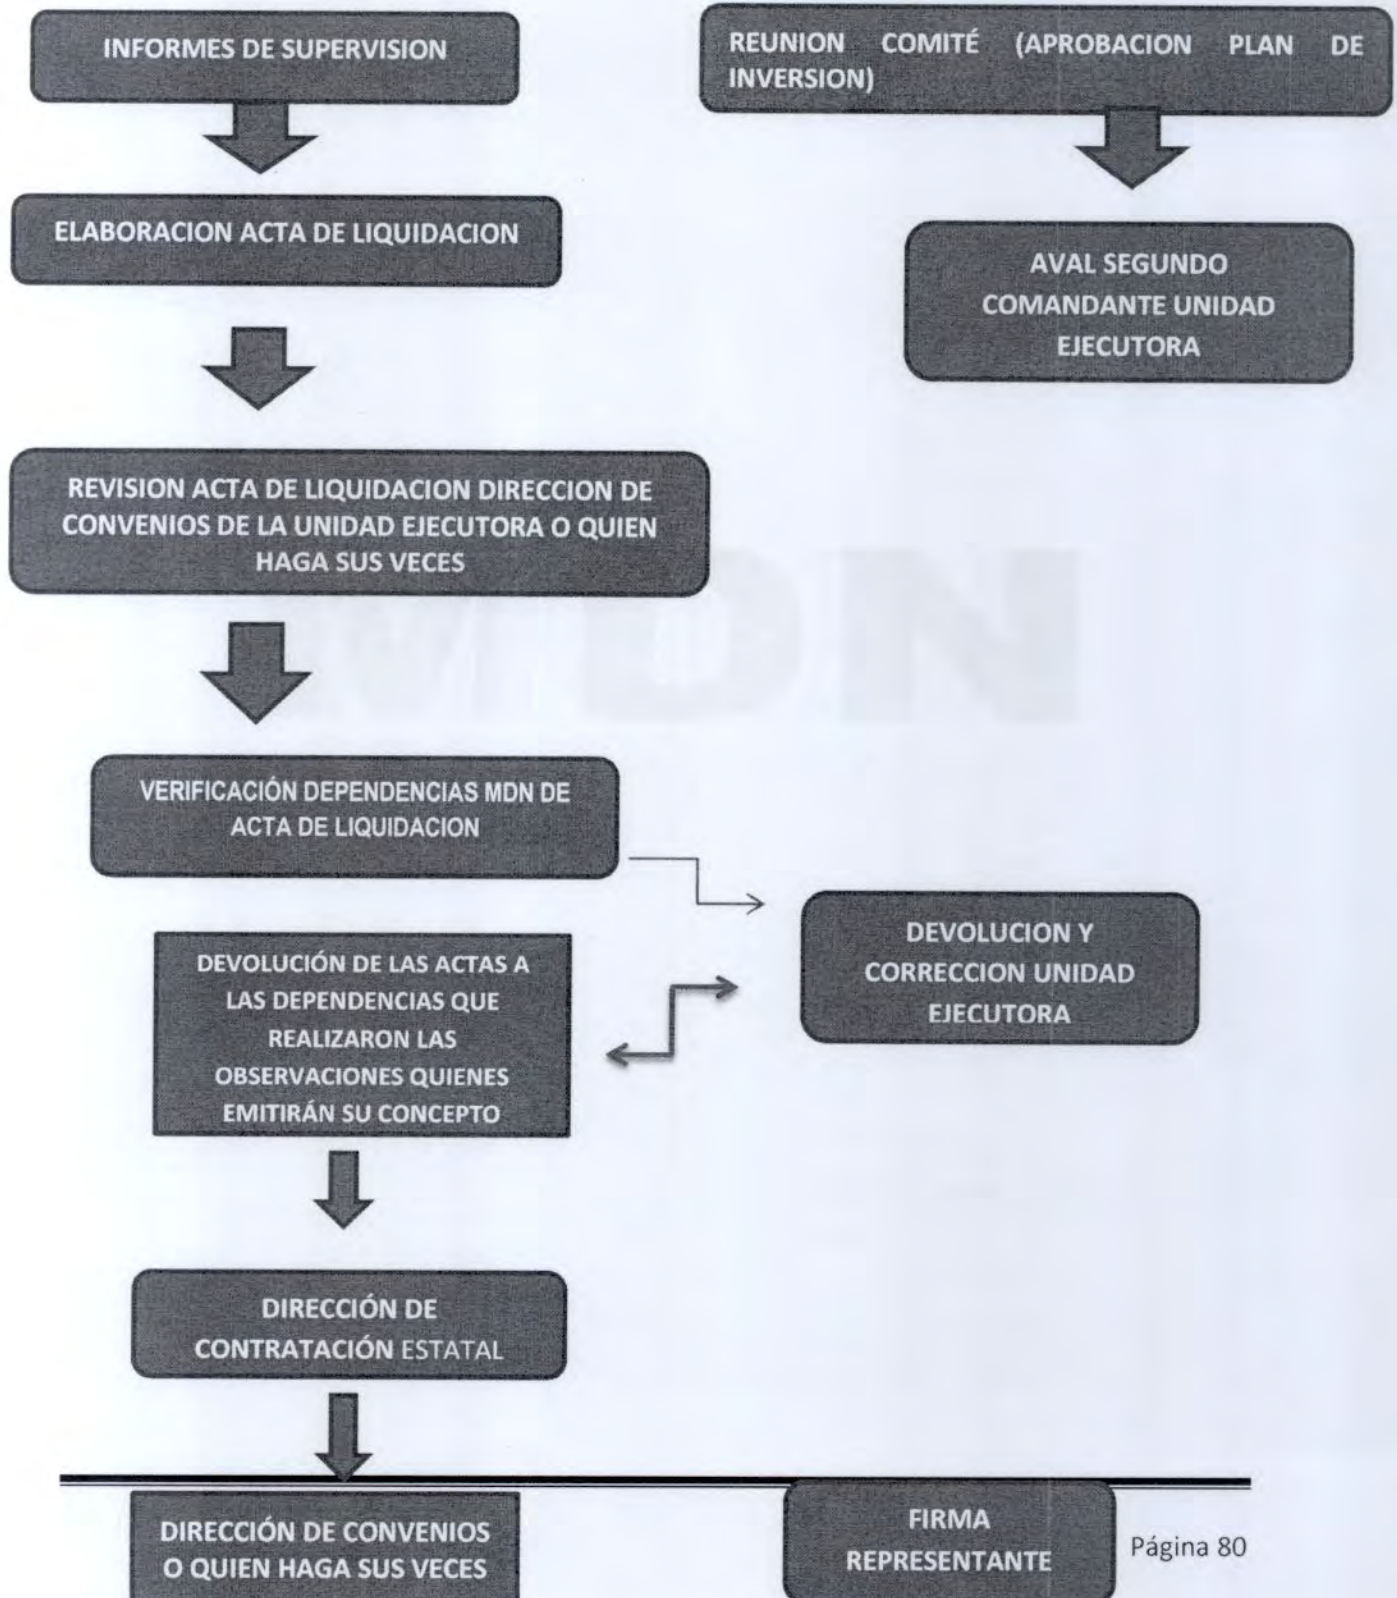 INFORMES DE SUPERVISION
REUNION COMITÉ (APROBACION PLAN DE
INVERSION)
ELABORACION ACTA DE LIQUIDACION
AVAL SEGUNDO
COMANDANTE UNIDAD
EJECUTORA
REVISION ACTA DE LIQUIDACION DIRECCION DE
CONVENIOS DE LA UNIDAD EJECUTORA O QUIEN
HAGA SUS VECES
MDN
VERIFICACIÓN DEPENDENCIAS MDN DE
ACTA DE LIQUIDACION
DEVOLUCION Y
CORRECCION UNIDAD
EJECUTORA
DEVOLUCIÓN DE LAS ACTAS A
LAS DEPENDENCIAS QUE
REALIZARON LAS
OBSERVACIONES QUIENES
EMITIRÁN SU CONCEPTO
DIRECCIÓN DE
CONTRATACIÓN ESTATAL
DIRECCIÓN DE CONVENIOS
O QUIEN HAGA SUS VECES
FIRMA
REPRESENTANTE
Página 80